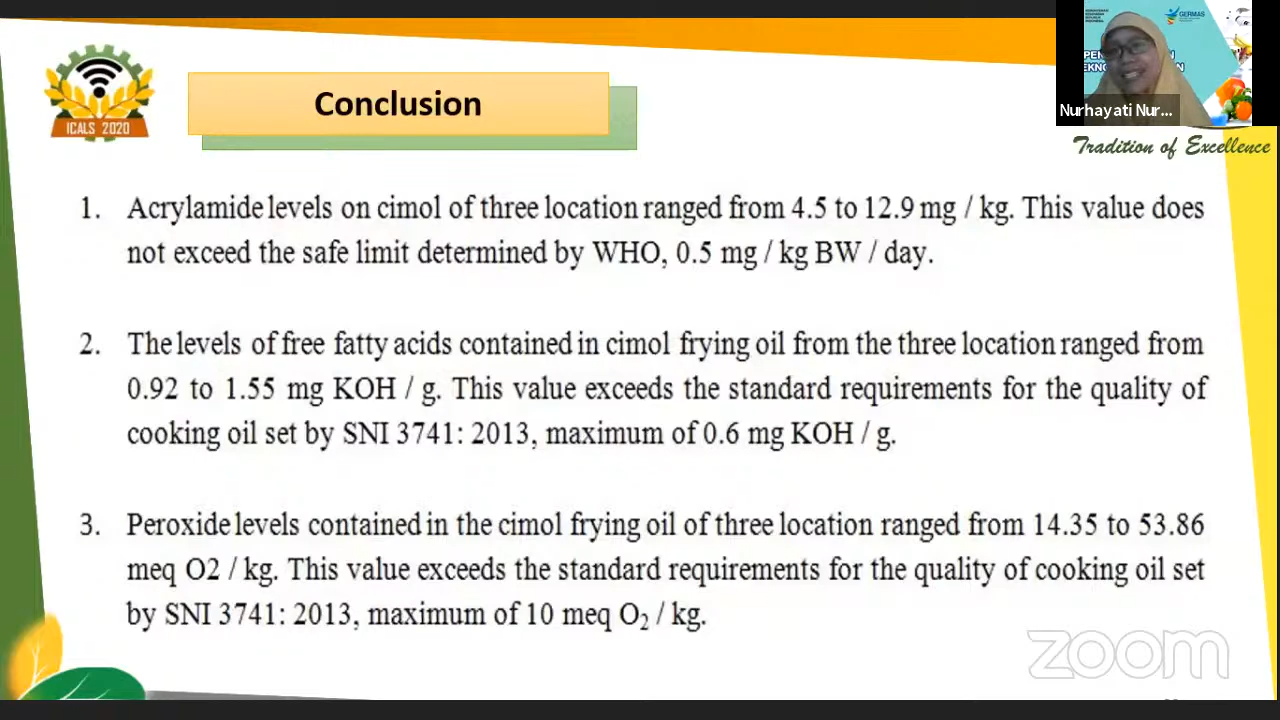 GERMAS
Nurhayati Nur...
ICALS 2020
Conclusion
Tradition of Excellence
1. Acrylamide levels on cimol of three location ranged from 4.5 to 12.9 mg / kg. This value does
not exceed the safe limit determined by WHO, 0.5 mg / kg BW / day.
2. The levels of free fatty acids contained in cimol frying oil from the three location ranged from
0.92 to 1.55 mg KOH / g. This value exceeds the standard requirements for the quality of
cooking oil set by SNI 3741: 2013, maximum of 0.6 mg KOH / g.
3. Peroxide levels contained in the cimol frying oil of three location ranged from 14.35 to 53.86
meq O2 / kg. This value exceeds the standard requirements for the quality of cooking oil set
by SNI 3741: 2013, maximum of 10 meq O₂ / kg.
zoom